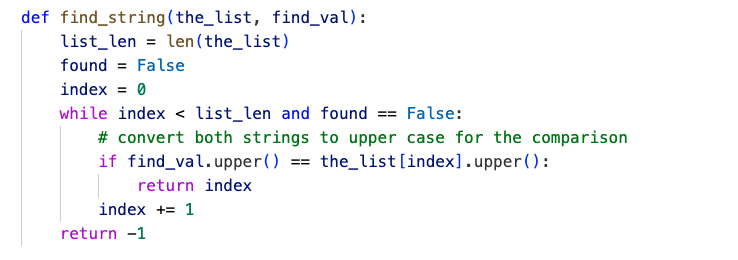 def find_string(the_list, find_val):
    list_len = len(the_list)
    found = False
    index = 0
    while index < list_len and found == False:
        # convert both strings to upper case for the comparison
        if find_val.upper() == the_list[index].upper():
            return index
        index += 1
    return -1